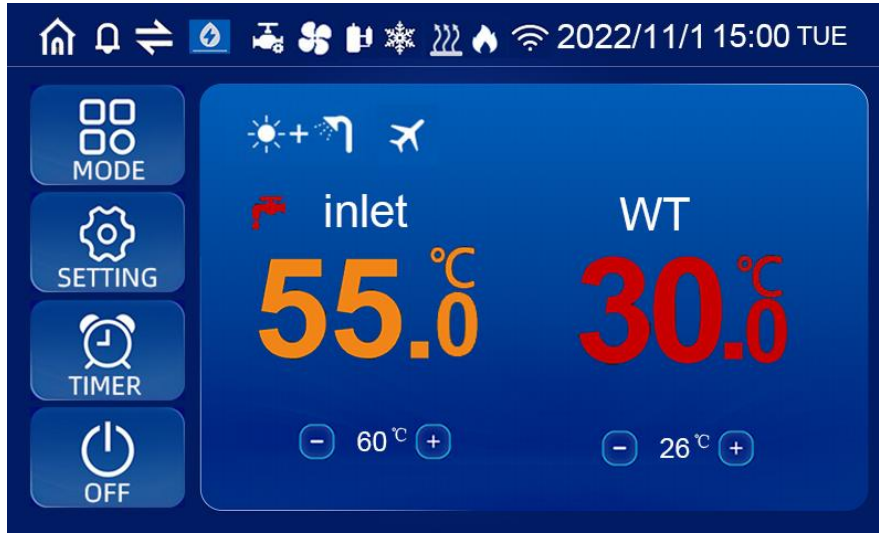 2022/11/1 15:00 TUE
MODE
SETTING
TIMER
OFF
inlet
WT
55.0℃
30.0℃
- 60℃ +
- 26℃ +